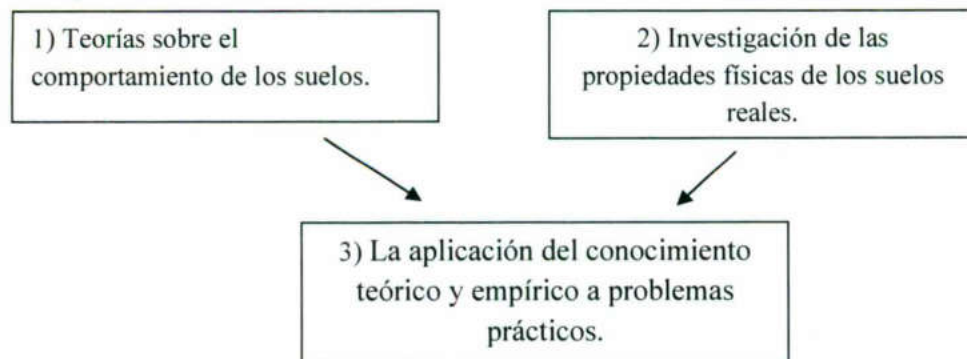 1) Teorías sobre el
comportamiento de los suelos.
2) Investigación de las
propiedades físicas de los suelos
reales.
3) La aplicación del conocimiento
teórico y empírico a problemas
prácticos.